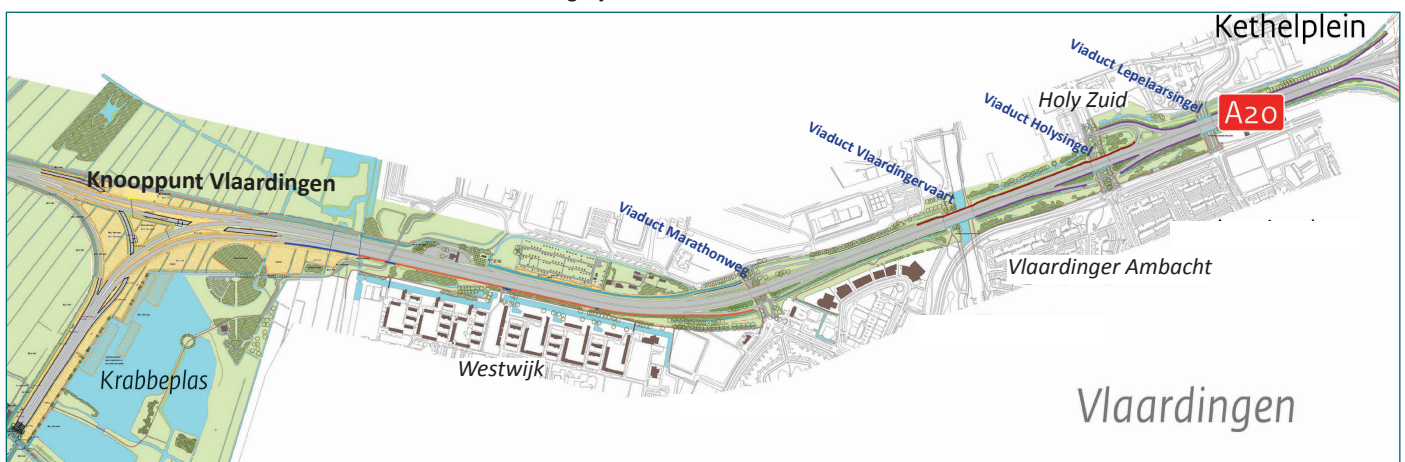 Kethelplein
Viaduct Lepelaarsingel
Holy Zuid
A20
Viaduct Holysingel
Viaduct Vlaardingervaart
Knooppunt Vlaardingen
Viaduct Marathonweg
Vlaardinger Ambacht
Westwijk
Krabbeplas
Vlaardingen